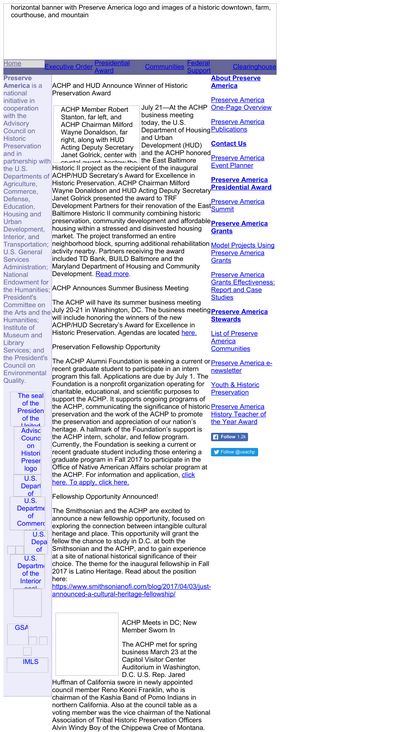 horizontal banner with Preserve America logo and images of a historic downtown, farm,
courthouse, and mountain
Home
Executive Order
Presidential
Award
Communities
Federal
Support
Clearinghouse
Preserve
America is a
national
initiative in
cooperation
with the
Advisory
Council on
Historic
Preservation
and in
partnership with
the U.S.
Departments of
Agriculture,
Commerce,
Defense,
Education,
Housing and
Urban
Development,
Interior, and
Transportation;
U.S. General
Services
Administration;
National
Endowment for
the Humanities;
President's
Committee on
the Arts and the
Humanities;
Institute of
Museum and
Library
Services; and
the President's
Council on
Environmental
Quality.
The seal
of the
Presiden
of the
Advisc
Counc
on
Histori
Preser
logo
U.S.
Depart
of
U.S.
Departme
of
Commerc
U.S.
Depa
of
U.S.
Departme
of the
Interior
GSA
IMLS
ACHP and HUD Announce Winner of Historic
Preservation Award
ACHP Member Robert
Stanton, far left, and
ACHP Chairman Milford
Wayne Donaldson, far
right, along with HUD
Acting Deputy Secretary
Janet Golrick, center with
July 21—At the ACHP
business meeting
today, the U.S.
Department of Housing
and Urban
Development (HUD)
and the ACHP honored
the East Baltimore
Historic II project as the recipient of the inaugural
ACHP/HUD Secretary's Award for Excellence in
Historic Preservation. ACHP Chairman Milford
Wayne Donaldson and HUD Acting Deputy Secretary
Janet Golrick presented the award to TRF
Development Partners for their renovation of the East
Baltimore Historic II community combining historic
preservation, community development and affordable
housing within a stressed and disinvested housing
market. The project transformed an entire
neighborhood block, spurring additional rehabilitation
activity nearby. Partners receiving the award
included TD Bank, BUILD Baltimore and the
Maryland Department of Housing and Community
Development. Read more.
ACHP Announces Summer Business Meeting
The ACHP will have its summer business meeting
July 20-21 in Washington, DC. The business meeting
will include honoring the winners of the new
ACHP/HUD Secretary's Award for Excellence in
Historic Preservation. Agendas are located here.
Preservation Fellowship Opportunity
The ACHP Alumni Foundation is seeking a current or
recent graduate student to participate in an intern
program this fall. Applications are due by July 1. The
Foundation is a nonprofit organization operating for
charitable, educational, and scientific purposes to
support the ACHP. It supports ongoing programs of
the ACHP, communicating the significance of historic
preservation and the work of the ACHP to promote
the preservation and appreciation of our nation's
heritage. A hallmark of the Foundation's support is
the ACHP intern, scholar, and fellow program.
Currently, the Foundation is seeking a current or
recent graduate student including those entering a
graduate program in Fall 2017 to participate in the
Office of Native American Affairs scholar program at
the ACHP. For information and application, click
here. To apply, click here.
Fellowship Opportunity Announced!
The Smithsonian and the ACHP are excited to
announce a new fellowship opportunity, focused on
exploring the connection between intangible cultural
heritage and place. This opportunity will grant the
fellow the chance to study in D.C. at both the
Smithsonian and the ACHP, and to gain experience
at a site of national historical significance of their
choice. The theme for the inaugural fellowship in Fall
2017 is Latino Heritage. Read about the position
here:
https://www.smithsonianofi.com/blog/2017/04/03/just-
announced-a-cultural-heritage-fellowship/
ACHP Meets in DC; New
Member Sworn In
The ACHP met for spring
business March 23 at the
Capitol Visitor Center
Auditorium in Washington,
D.C. U.S. Rep. Jared
Huffman of California swore in newly appointed
council member Reno Keoni Franklin, who is
chairman of the Kashia Band of Pomo Indians in
northern California. Also at the council table as a
voting member was the vice chairman of the National
Association of Tribal Historic Preservation Officers
Alvin Windy Boy of the Chippewa Cree of Montana.
About Preserve
America
Preserve America
One-Page Overview
Preserve America
Publications
Contact Us
Preserve America
Event Planner
Preserve America
Presidential Award
Preserve America
Summit
Preserve America
Grants
Model Projects Using
Preserve America
Grants
Preserve America
Grants Effectiveness:
Report and Case
Studies
Preserve America
Stewards
List of Preserve
America
Communities
Preserve America e-
newsletter
Youth & Historic
Preservation
Preserve America
History Teacher of
the Year Award
Follow 1.2k
Follow @usachp